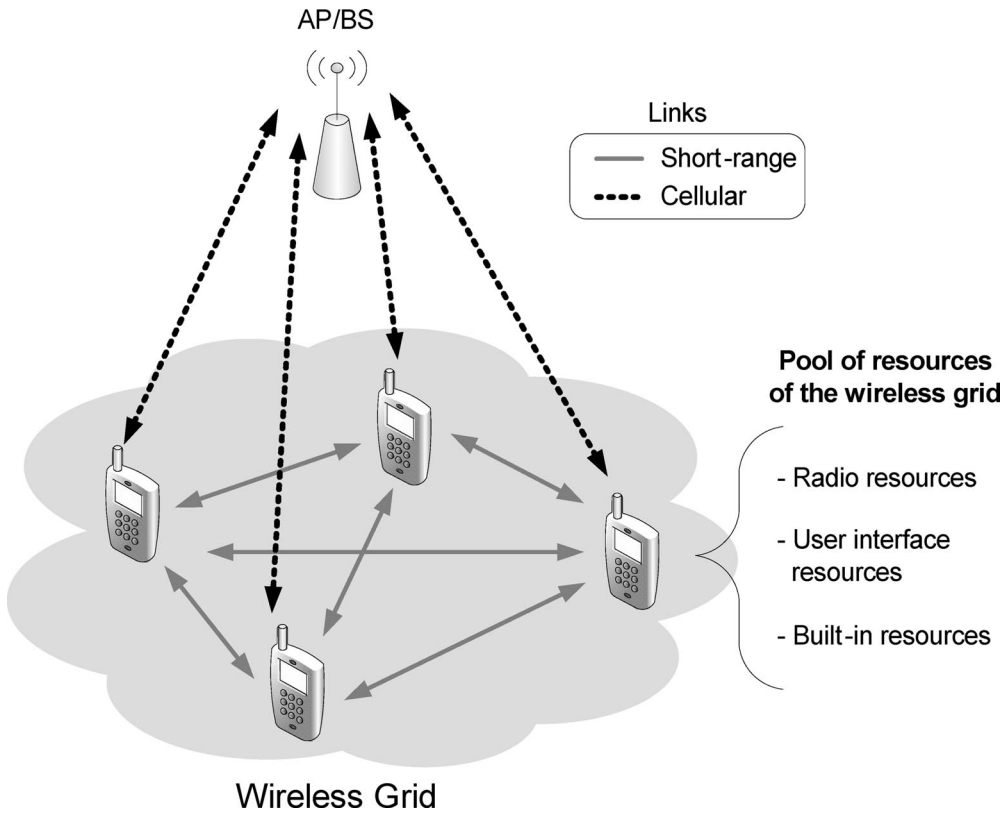 AP/BS
Links
Short-range
Cellular
Pool of resources
of the wireless grid
- Radio resources
- User interface
resources
- Built-in resources
Wireless Grid